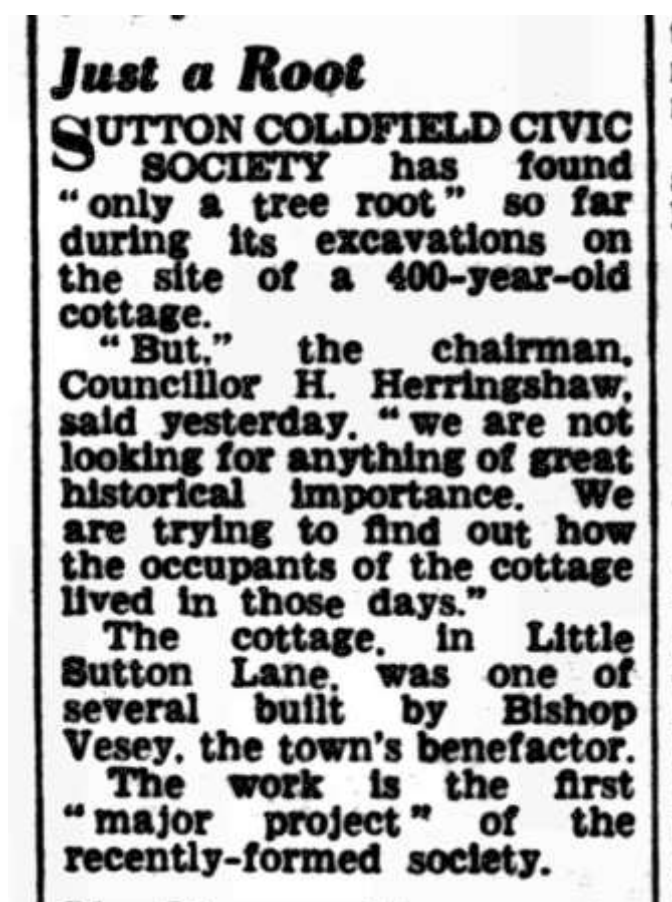 Just a Root
SUTTON COLDFIELD CIVIC
SOCIETY has found
"only a tree root" so far
during its excavations on
the site of a 400-year-old
cottage.
"But," the chairman,
Councillor H. Herringshaw,
said yesterday, "we are not
looking for anything of great
historical importance. We
are trying to find out how
the occupants of the cottage
lived in those days."
The cottage, in Little
Sutton Lane, was one of
several built by Bishop
Vesey, the town's benefactor.
The work is the first
"major project" of the
recently-formed society.